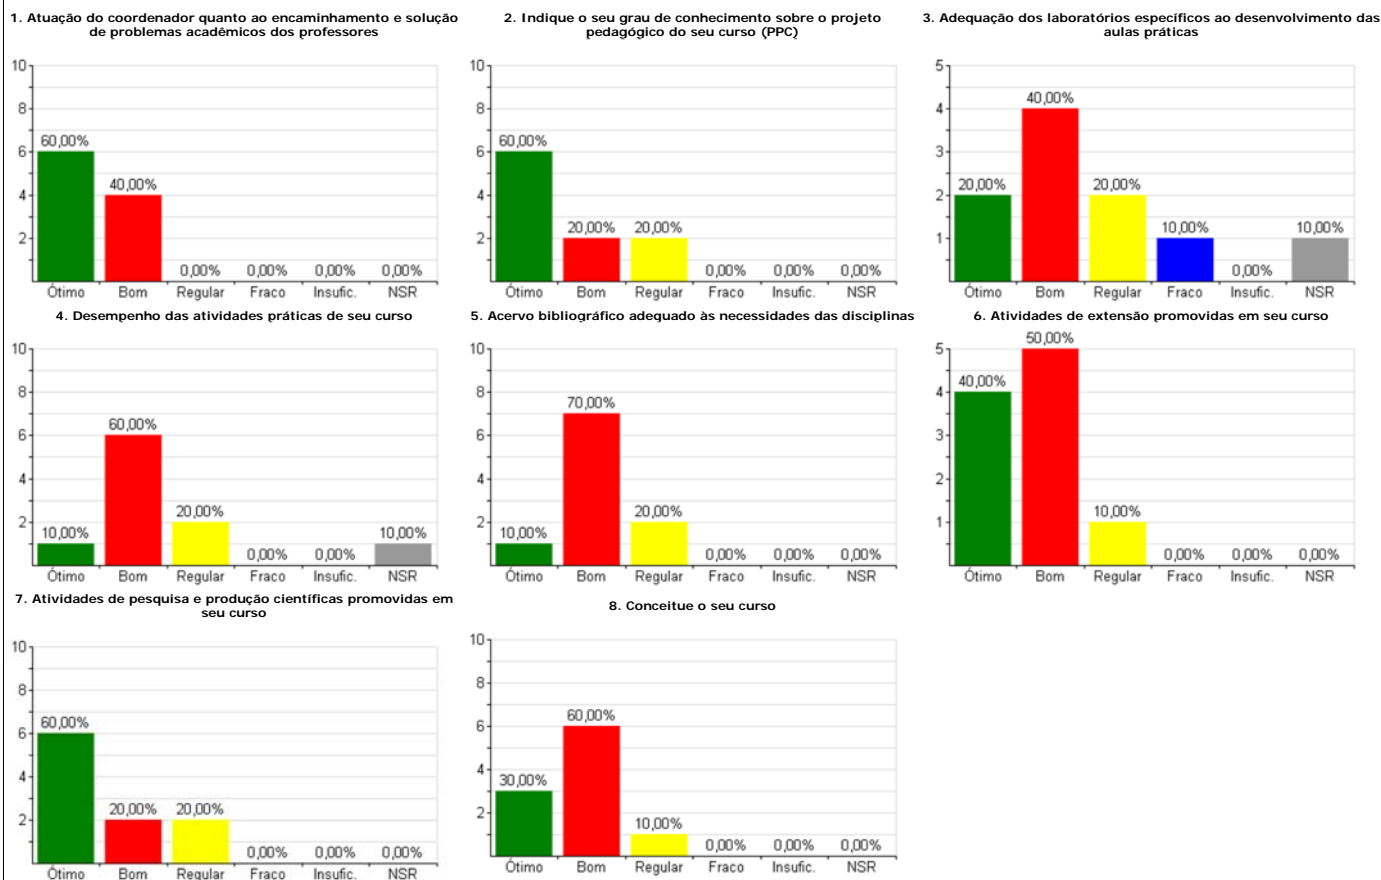 1. Atuação do coordenador quanto ao encaminhamento e solução
de problemas acadêmicos dos professores
10
8
6
4
2
60,00%
40,00%
0,00%
0,00%
0,00%
0,00%
Ótimo
Bom
Regular
Fraco
Insufic.
NSR
2. Indique o seu grau de conhecimento sobre o projeto
pedagógico do seu curso (PPC)
10
8
6
4
2
60,00%
20,00%
20,00%
0,00%
0,00%
0,00%
Ótimo
Bom
Regular
Fraco
Insufic.
NSR
3. Adequação dos laboratórios específicos ao desenvolvimento das
aulas práticas
5
4
3
2
1
20,00%
40,00%
20,00%
10,00%
0,00%
10,00%
Ótimo
Bom
Regular
Fraco
Insufic.
NSR
4. Desempenho das atividades práticas de seu curso
10
8
6
4
2
10,00%
60,00%
20,00%
0,00%
0,00%
10,00%
Ótimo
Bom
Regular
Fraco
Insufic.
NSR
5. Acervo bibliográfico adequado às necessidades das disciplinas
10
8
6
4
2
10,00%
70,00%
20,00%
0,00%
0,00%
0,00%
Ótimo
Bom
Regular
Fraco
Insufic.
NSR
6. Atividades de extensão promovidas em seu curso
5
4
3
2
1
40,00%
50,00%
10,00%
0,00%
0,00%
0,00%
Ótimo
Bom
Regular
Fraco
Insufic.
NSR
7. Atividades de pesquisa e produção científicas promovidas em
seu curso
10
8
6
4
2
60,00%
20,00%
20,00%
0,00%
0,00%
0,00%
Ótimo
Bom
Regular
Fraco
Insufic.
NSR
8. Conceitue o seu curso
10
8
6
4
2
30,00%
60,00%
10,00%
0,00%
0,00%
0,00%
Ótimo
Bom
Regular
Fraco
Insufic.
NSR